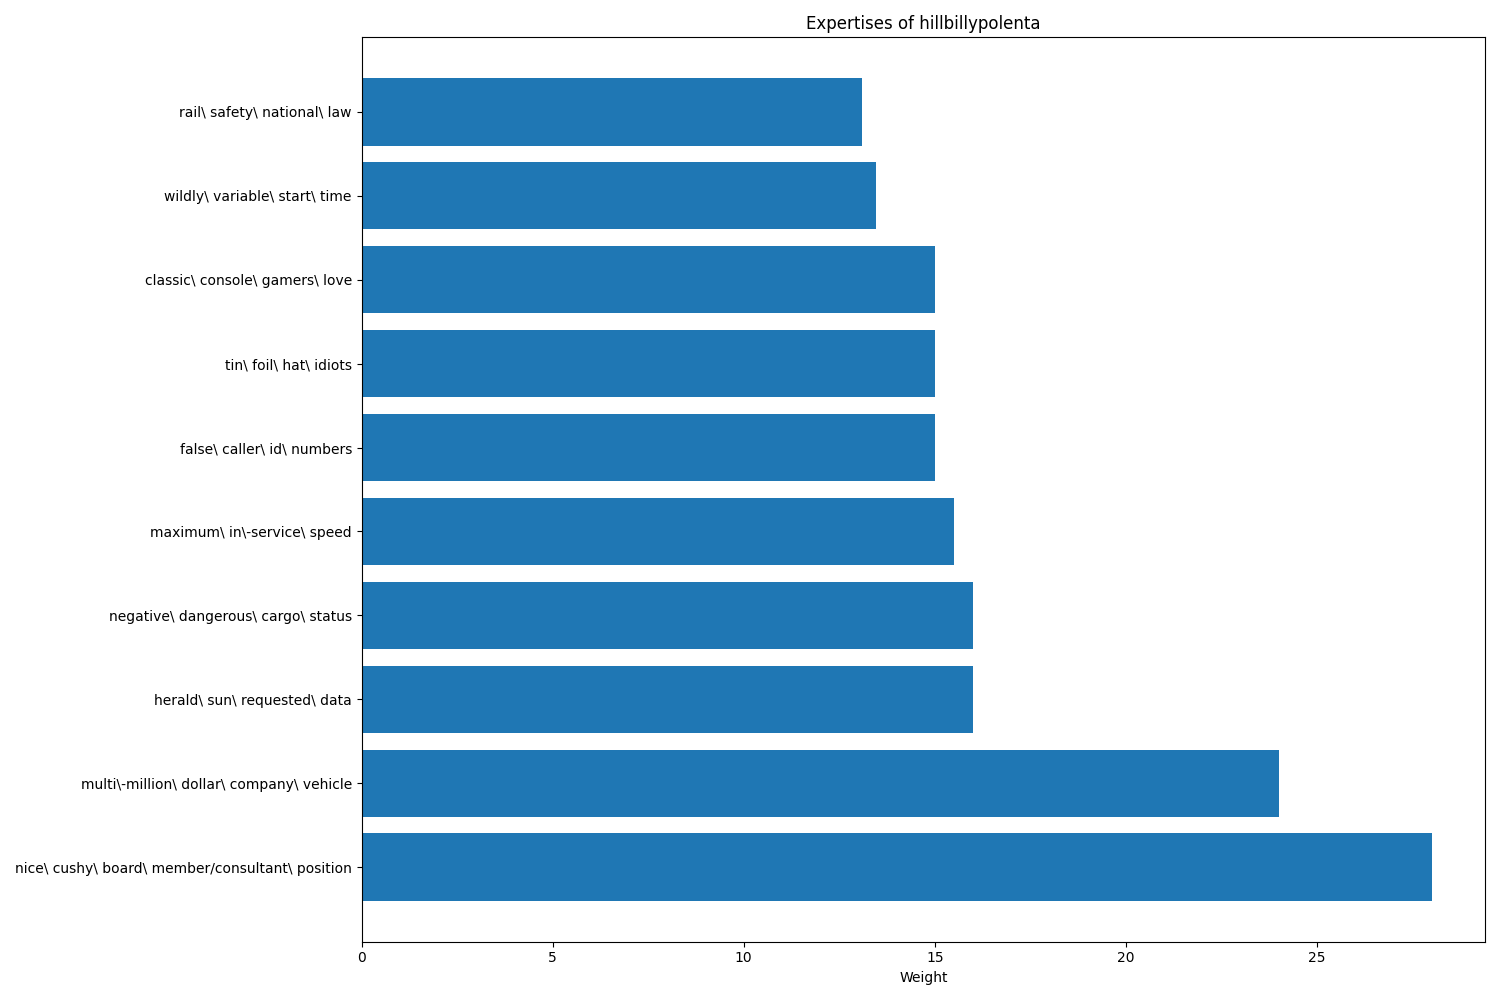 Expertises of hillbillypolenta
rail\ safety\ national\ law
wildly\ variable\ start\ time
classic\ console\ gamers\ love
tin\ foil\ hat\ idiots
false\ caller\ id\ numbers
maximum\ in\-service\ speed
negative\ dangerous\ cargo\ status
herald\ sun\ requested\ data
multi\-million\ dollar\ company\ vehicle
nice\ cushy\ board\ member/consultant\ position
0 5 10 15 20 25
Weight